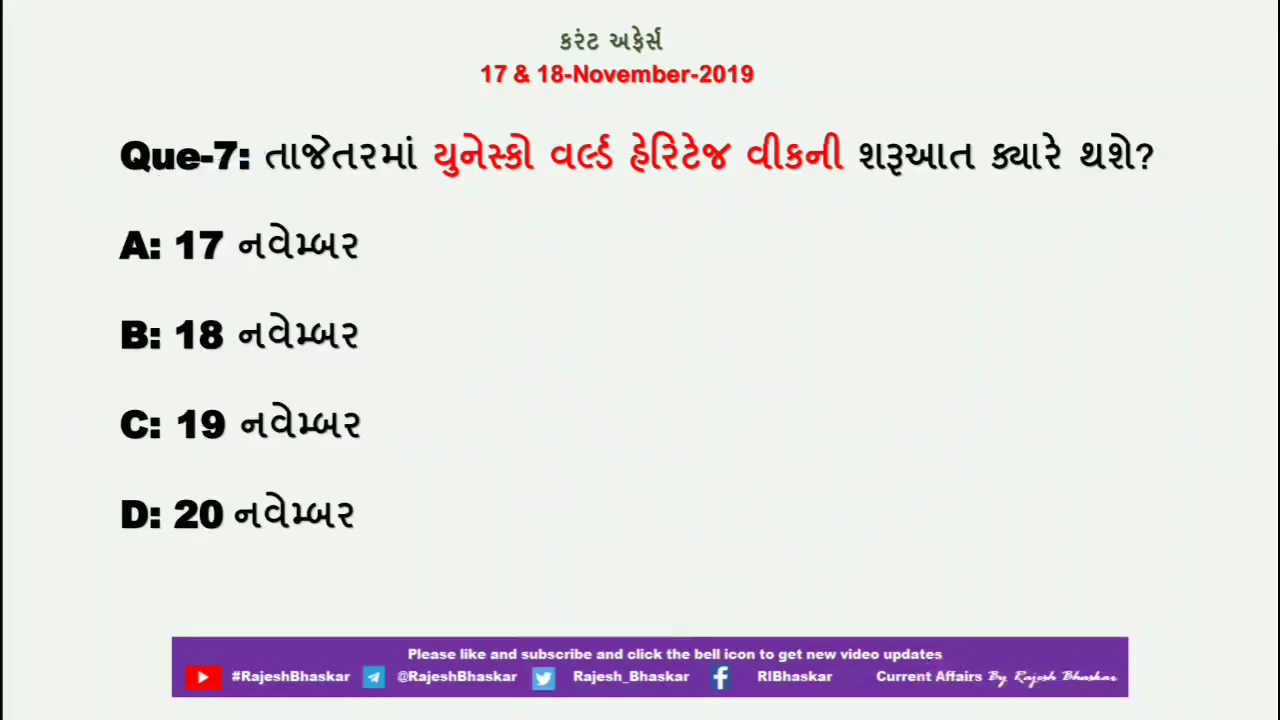 કરંટ અફેર્સ
17 & 18-November-2019
Que-7: તાજેતરમાં યુનેસ્કો વર્લ્ડ હેરિટેજ વીકની શરૂઆત ક્યારે થશે?
A: 17 નવેમ્બર
B: 18 નવેમ્બર
C: 19 નવેમ્બર
D: 20 નવેમ્બર
Please like and subscribe and click the bell icon to get new video updates
#RajeshBhaskar @RajeshBhaskar Rajesh_Bhaskar RIBhaskar Current Affairs By Rajesh Bhaskar